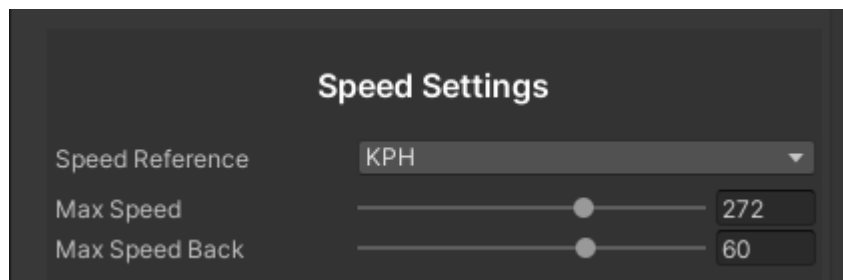 Speed Settings
Speed Reference KPH
Max Speed 272
Max Speed Back 60